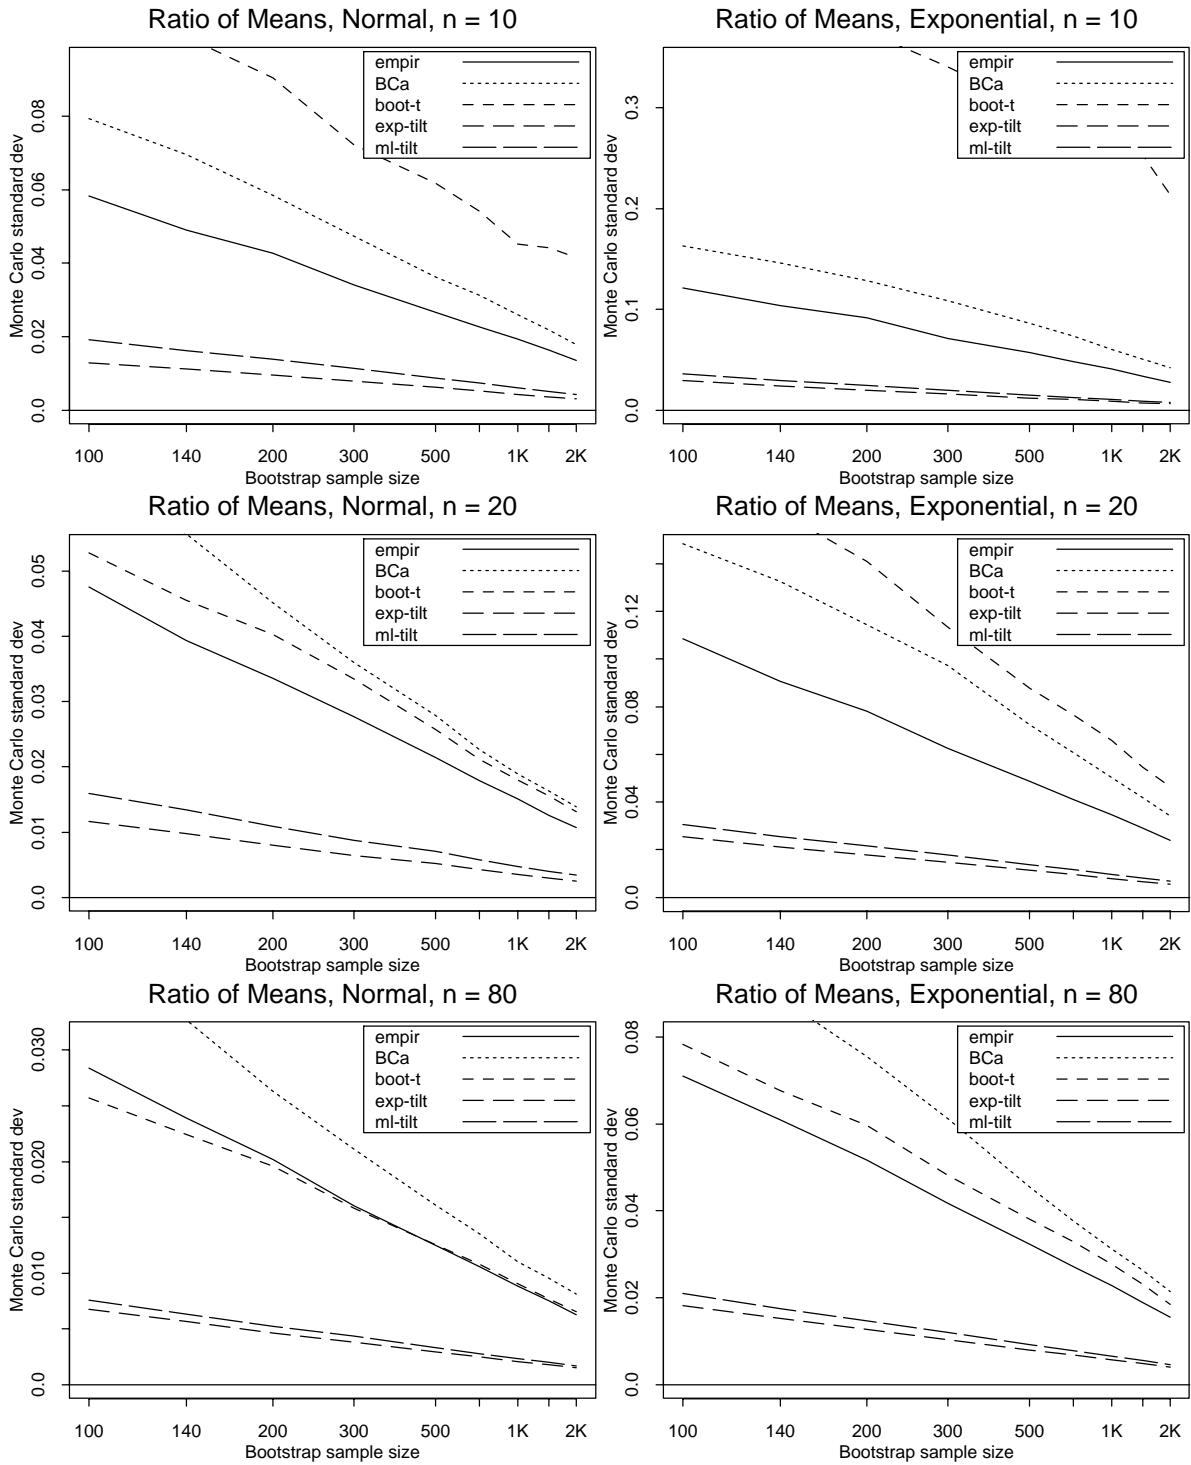 Ratio of Means, Normal, n = 10
Monte Carlo standard dev
0.0 0.02 0.04 0.06 0.08
empir
BCa
boot-t
exp-tilt
ml-tilt
100 140 200 300 500 1K 2K
Bootstrap sample size
Ratio of Means, Exponential, n = 10
Monte Carlo standard dev
0.0 0.1 0.2 0.3
empir
BCa
boot-t
exp-tilt
ml-tilt
100 140 200 300 500 1K 2K
Bootstrap sample size
Ratio of Means, Normal, n = 20
Monte Carlo standard dev
0.0 0.01 0.02 0.03 0.04 0.05
empir
BCa
boot-t
exp-tilt
ml-tilt
100 140 200 300 500 1K 2K
Bootstrap sample size
Ratio of Means, Exponential, n = 20
Monte Carlo standard dev
0.0 0.04 0.08 0.12
empir
BCa
boot-t
exp-tilt
ml-tilt
100 140 200 300 500 1K 2K
Bootstrap sample size
Ratio of Means, Normal, n = 80
Monte Carlo standard dev
0.0 0.010 0.020 0.030
empir
BCa
boot-t
exp-tilt
ml-tilt
100 140 200 300 500 1K 2K
Bootstrap sample size
Ratio of Means, Exponential, n = 80
Monte Carlo standard dev
0.0 0.02 0.04 0.06 0.08
empir
BCa
boot-t
exp-tilt
ml-tilt
100 140 200 300 500 1K 2K
Bootstrap sample size